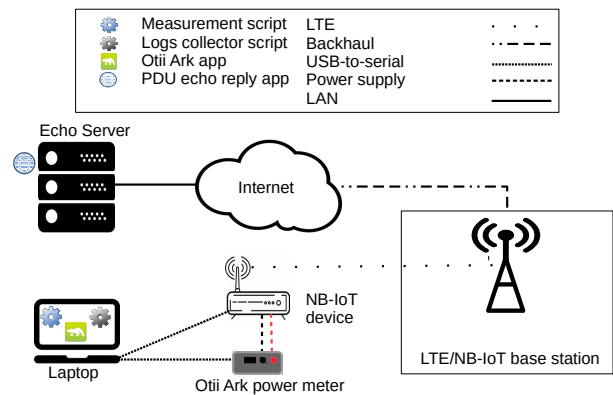 Measurement script
LTE
Logs collector script
Backhaul
Otii Ark app
USB-to-serial
PDU echo reply app
Power supply
LAN
Echo Server
Internet
NB-IoT
device
LTE/NB-IoT base station
Laptop
Otii Ark power meter